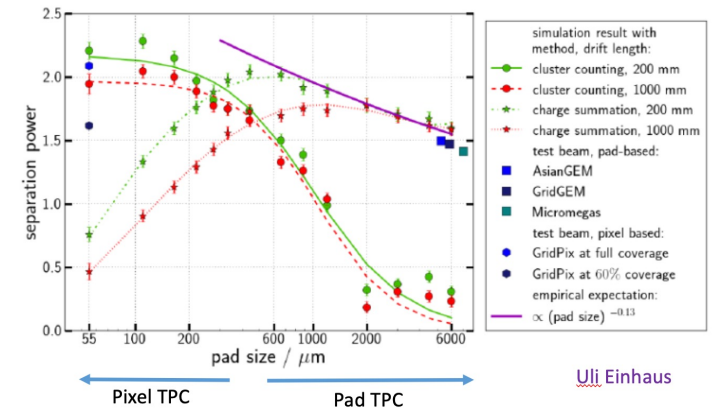 2.5
2.0
1.5
1.0
0.5
0.0
separation power
55 100 200 600 1000 2000 6000
pad size / μm
simulation result with
method, drift length:
cluster counting, 200 mm
cluster counting, 1000 mm
charge summation, 200 mm
charge summation, 1000 mm
test beam, pad-based:
AsianGEM
GridGEM
Micromegas
test beam, pixel based:
GridPix at full coverage
GridPix at 60% coverage
empirical expectation:
∝ (pad size) ⁻⁰·¹³
Pixel TPC
Pad TPC
Uli Einhaus